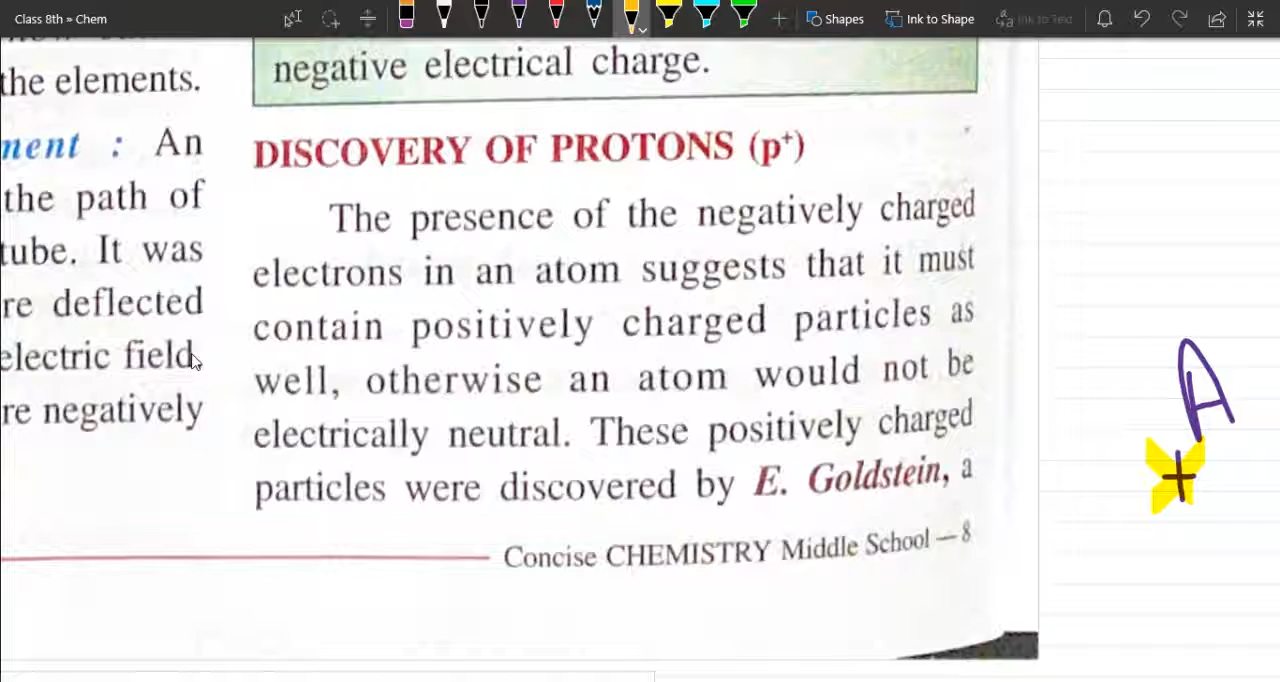 Class 8th » Chem
Shapes
Ink to Shape
Ink to Text
the elements.
nent : An
the path of
tube. It was
re deflected
electric field
re negatively
negative electrical charge.
DISCOVERY OF PROTONS (p⁺)
The presence of the negatively charged
electrons in an atom suggests that it must
contain positively charged particles as
well, otherwise an atom would not be
electrically neutral. These positively charged
particles were discovered by E. Goldstein, a
Concise CHEMISTRY Middle School – 8
A
+